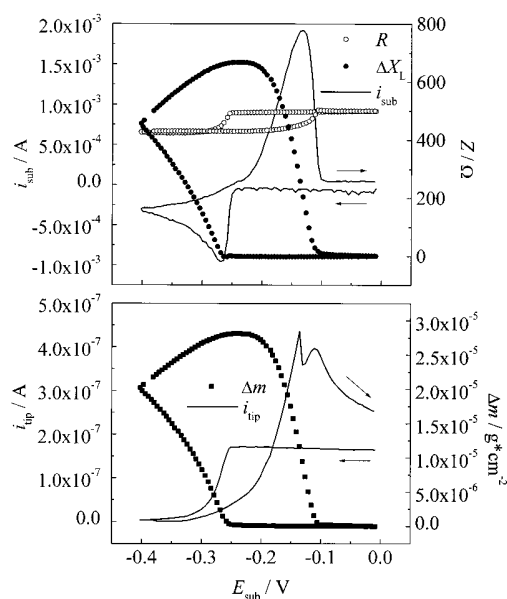 2.0x10⁻³
1.5x10⁻³
1.0x10⁻³
5.0x10⁻⁴
0.0
-5.0x10⁻⁴
-1.0x10⁻³
i_sub / A
R
ΔX_L
i_sub
800
600
400
200
0
Z / Ω
5.0x10⁻⁷
4.0x10⁻⁷
3.0x10⁻⁷
2.0x10⁻⁷
1.0x10⁻⁷
0.0
i_tip / A
Δm
i_tip
3.0x10⁻⁵
2.5x10⁻⁵
2.0x10⁻⁵
1.5x10⁻⁵
1.0x10⁻⁵
5.0x10⁻⁶
0.0
Δm / g*cm⁻²
-0.4
-0.3
-0.2
-0.1
0.0
E_sub / V